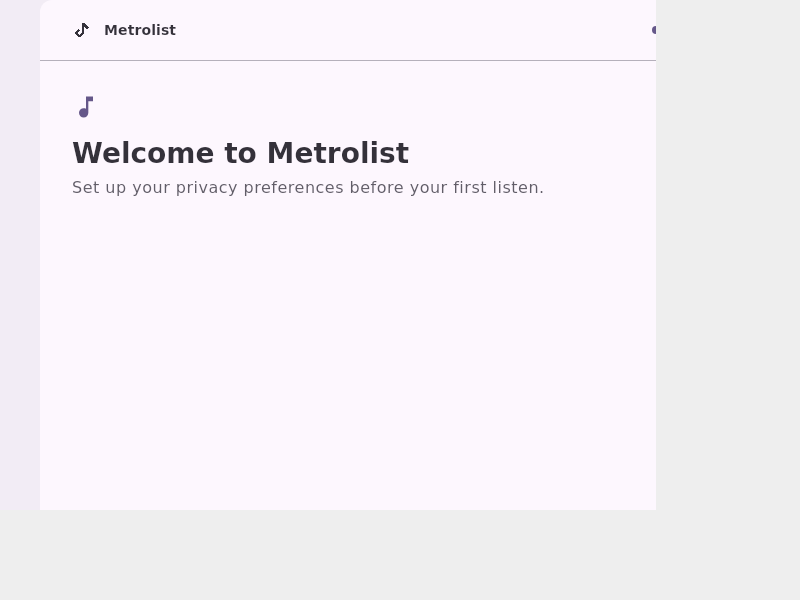 Metrolist
Welcome to Metrolist
Set up your privacy preferences before your first listen.